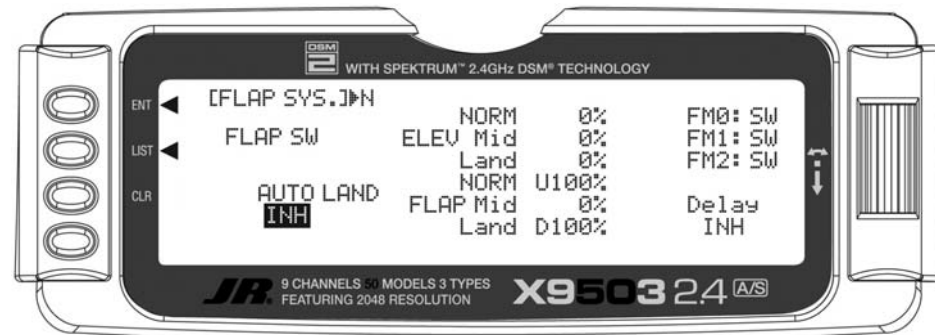 DSM
2
WITH SPEKTRUM™ 2.4GHz DSM® TECHNOLOGY
ENT
LIST
CLR
[FLAP SYS.]▶N
FLAP SW
AUTO LAND
INH
NORM 0%
ELEV Mid 0%
Land 0%
NORM U100%
FLAP Mid 0%
Land D100%
FM0: SW
FM1: SW
FM2: SW
Delay
INH
JR®
9 CHANNELS 50 MODELS 3 TYPES
FEATURING 2048 RESOLUTION
X9503 2.4 A/S